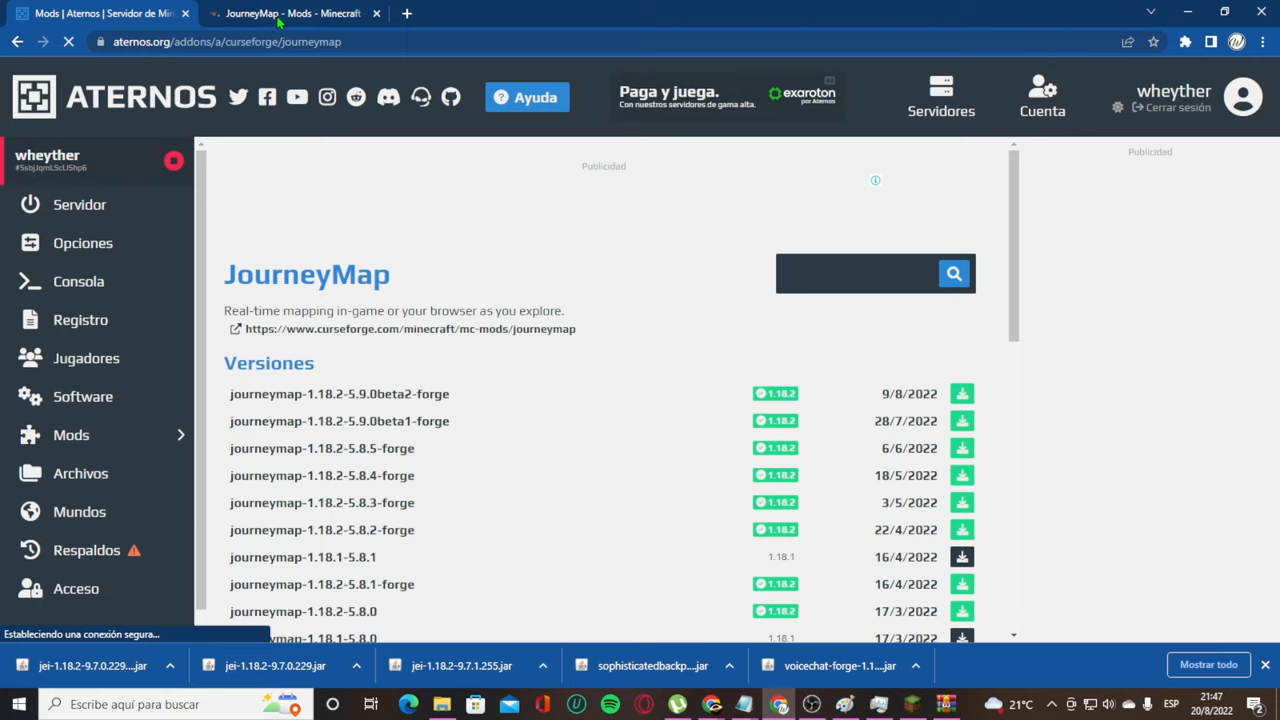 Mods | Aternos | Servidor de Min
JourneyMap - Mods - Minecraft
aternos.org/addons/a/curseforge/journeymap
ATERNOS
Ayuda
Paga y juega.
Con nuestros servidores de gama alta.
exaroton
por Aternos
Ad
Servidores
Cuenta
wheyther
Cerrar sesión
wheyther
Servidor
Opciones
Consola
Registro
Jugadores
Software
Mods
Archivos
Mundos
Respaldos
Acceso
Publicidad
Publicidad
JourneyMap
Real-time mapping in-game or your browser as you explore.
https://www.curseforge.com/minecraft/mc-mods/journeymap
Versiones
journeymap-1.18.2-5.9.0beta2-forge 1.18.2 9/8/2022
journeymap-1.18.2-5.9.0beta1-forge 1.18.2 28/7/2022
journeymap-1.18.2-5.8.5-forge 1.18.2 6/6/2022
journeymap-1.18.2-5.8.4-forge 1.18.2 18/5/2022
journeymap-1.18.2-5.8.3-forge 1.18.2 3/5/2022
journeymap-1.18.2-5.8.2-forge 1.18.2 22/4/2022
journeymap-1.18.1-5.8.1 1.18.1 16/4/2022
journeymap-1.18.2-5.8.1-forge 1.18.2 16/4/2022
journeymap-1.18.2-5.8.0 1.18.2 17/3/2022
journeymap-1.18.1-5.8.0 1.18.1 17/3/2022
Estableciendo una conexión segura...
jei-1.18.2-9.7.0.229....jar
jei-1.18.2-9.7.0.229.jar
jei-1.18.2-9.7.1.255.jar
sophisticatedbackp....jar
voicechat-forge-1.1....jar
Mostrar todo
Escribe aquí para buscar
21°C
ESP
21:47
20/8/2022
2